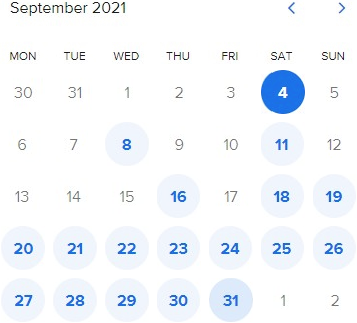 September 2021
MON TUE WED THU FRI SAT SUN
30 31 1 2 3 4 5
6 7 8 9 10 11 12
13 14 15 16 17 18 19
20 21 22 23 24 25 26
27 28 29 30 31 1 2